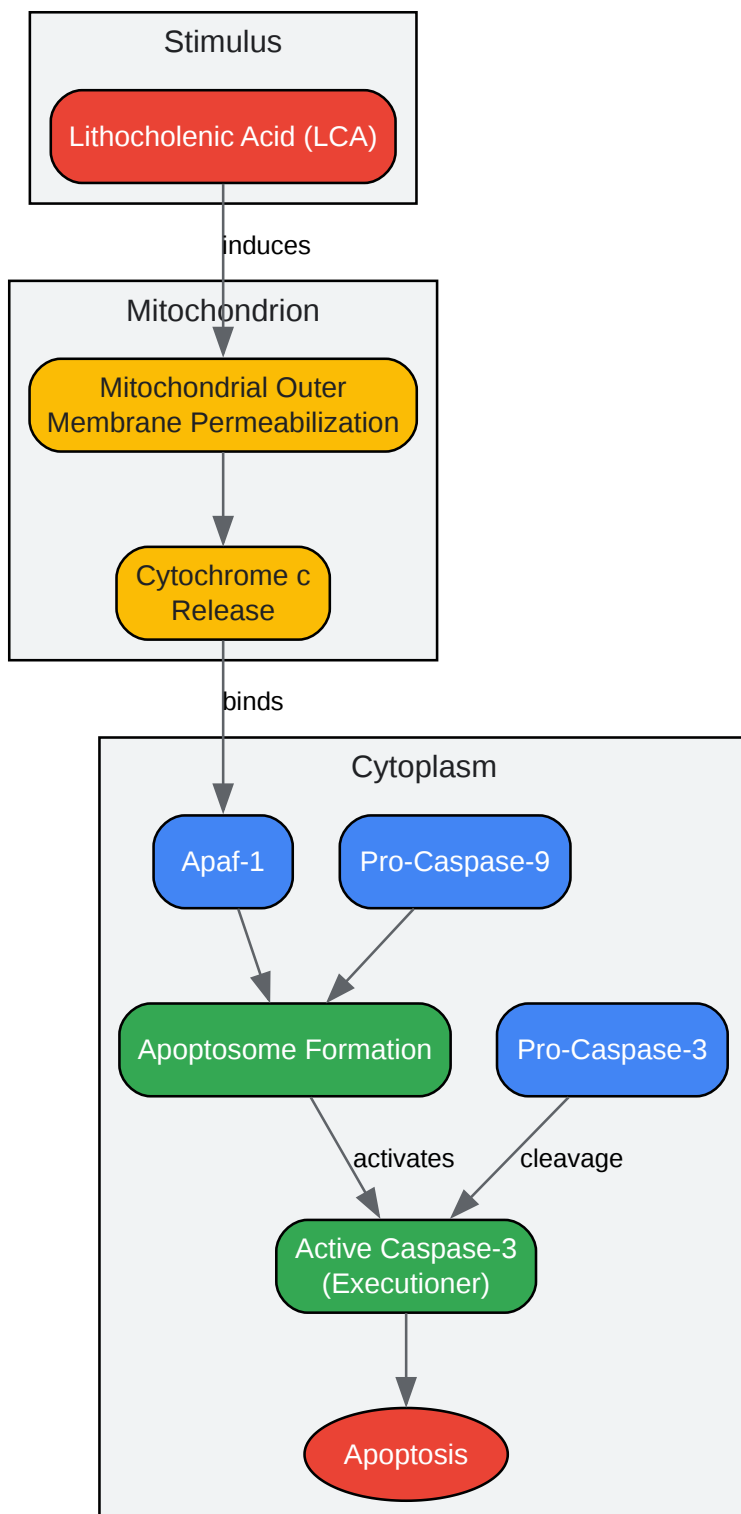 Stimulus
Lithocholenic Acid (LCA)
induces
Mitochondrion
Mitochondrial Outer
Membrane Permeabilization
Cytochrome c
Release
binds
Cytoplasm
Apaf-1
Pro-Caspase-9
Apoptosome Formation
Pro-Caspase-3
activates
cleavage
Active Caspase-3
(Executioner)
Apoptosis